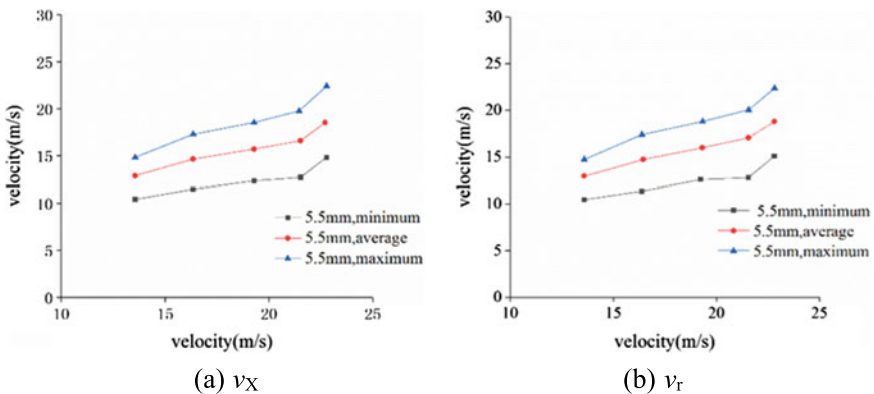 30
25
20
15
10
5
0
velocity(m/s)
5.5mm,minimum
5.5mm,average
5.5mm,maximum
10 15 20 25
velocity(m/s)
(a) vX
30
25
20
15
10
5
0
velocity(m/s)
5.5mm,minimum
5.5mm,average
5.5mm,maximum
10 15 20 25
velocity(m/s)
(b) vr